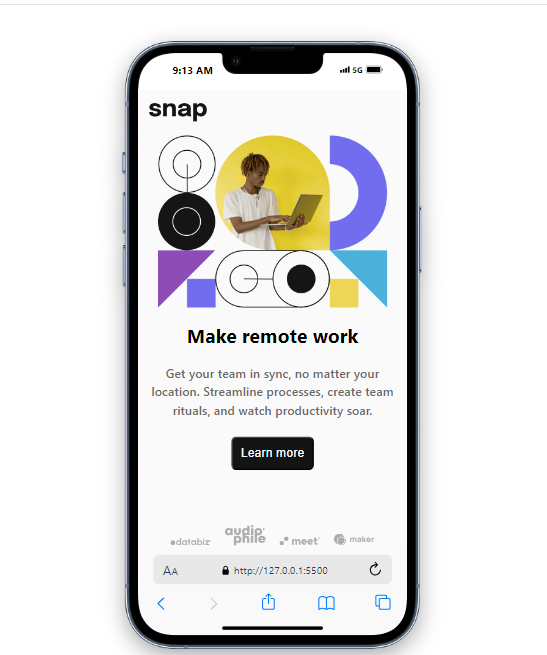 9:13 AM
5G
snap
Make remote work
Get your team in sync, no matter your
location. Streamline processes, create team
rituals, and watch productivity soar.
Learn more
databiz
audiophile
meet
maker
AA
http://127.0.0.1:5500